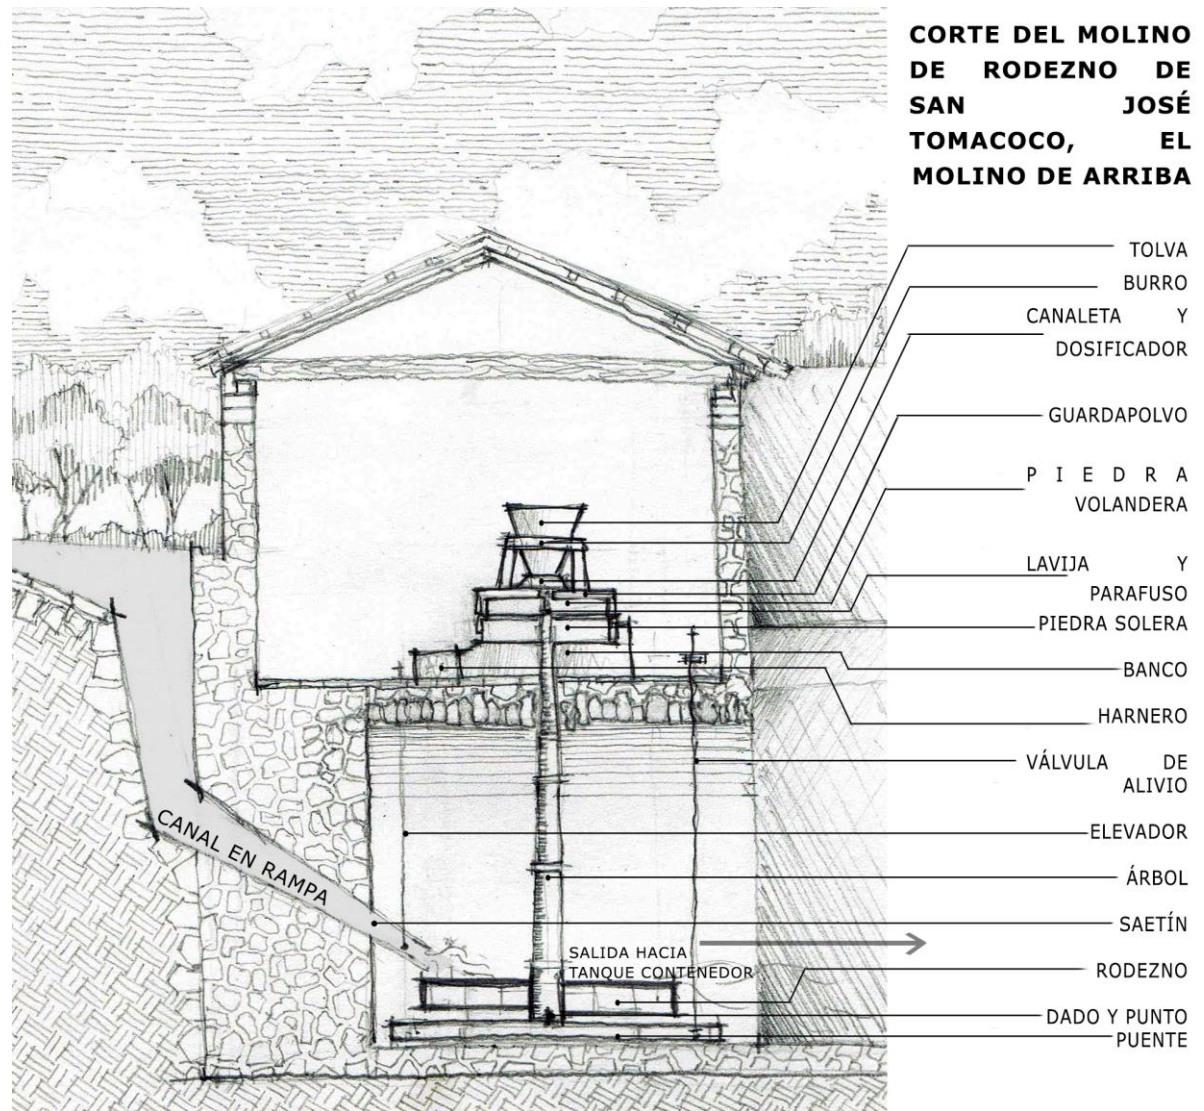 CORTE DEL MOLINO
DE RODEZNO DE
SAN JOSÉ
TOMACOCO, EL
MOLINO DE ARRIBA
TOLVA
BURRO
CANALETA Y
DOSIFICADOR
GUARDAPOLVO
PIEDRA
VOLANDERA
LAVIJA Y
PARAFUSO
PIEDRA SOLERA
BANCO
HARNERO
VÁLVULA DE
ALIVIO
ELEVADOR
ÁRBOL
SAETÍN
RODEZNO
DADO Y PUNTO
PUENTE
CANAL EN RAMPA
SALIDA HACIA
TANQUE CONTENEDOR